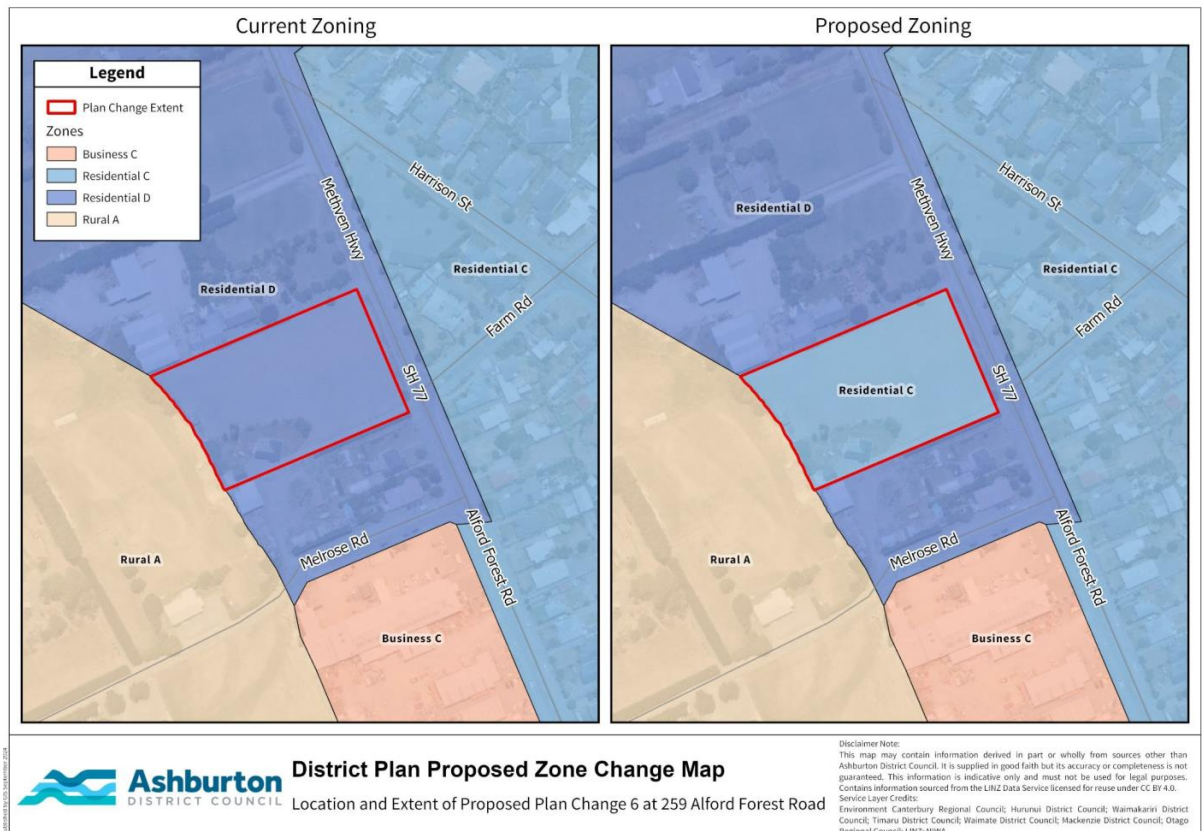 Current Zoning
Legend
Plan Change Extent
Zones
Business C
Residential C
Residential D
Rural A
Harrison St
Methven Hwy
Residential C
Residential D
Farm Rd
SH 77
Rural A
Melrose Rd
Alford Forest Rd
Business C
Proposed Zoning
Harrison St
Residential D
Methven Hwy
Residential C
Farm Rd
SH 77
Residential C
Rural A
Melrose Rd
Alford Forest Rd
Business C
Ashburton
DISTRICT COUNCIL
District Plan Proposed Zone Change Map
Location and Extent of Proposed Plan Change 6 at 259 Alford Forest Road
Disclaimer Note:
This map may contain information derived in part or wholly from sources other than
Ashburton District Council. It is supplied in good faith but its accuracy or completeness is not
guaranteed. This information is indicative only and must not be used for legal purposes.
Contains information sourced from the LINZ Data Service licensed for reuse under CC BY 4.0.
Service Layer Credits:
Environment Canterbury Regional Council; Hurunui District Council; Waimakariri District
Council; Timaru District Council; Waimate District Council; Mackenzie District Council; Otago
Regional Council; LINZ; NIWA